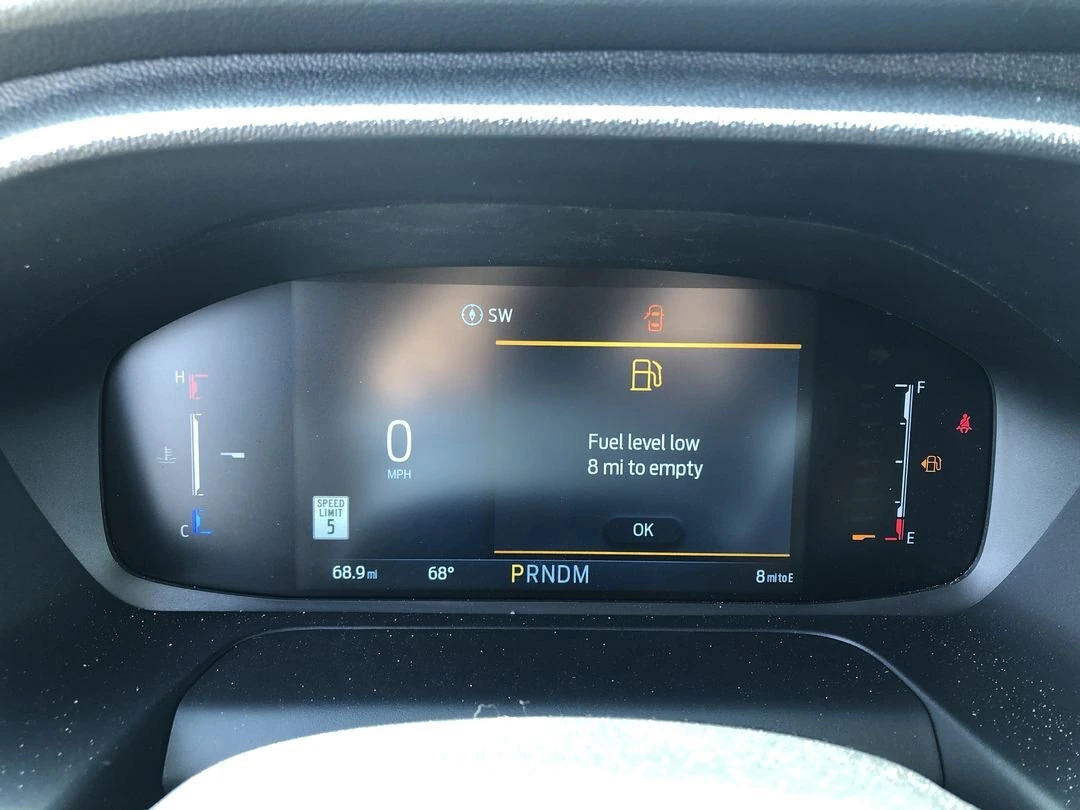 SW
H
F
0
MPH
Fuel level low
8 mi to empty
SPEED
LIMIT
5
OK
C
E
68.9 mi
68°
PRNDM
8 mi to E